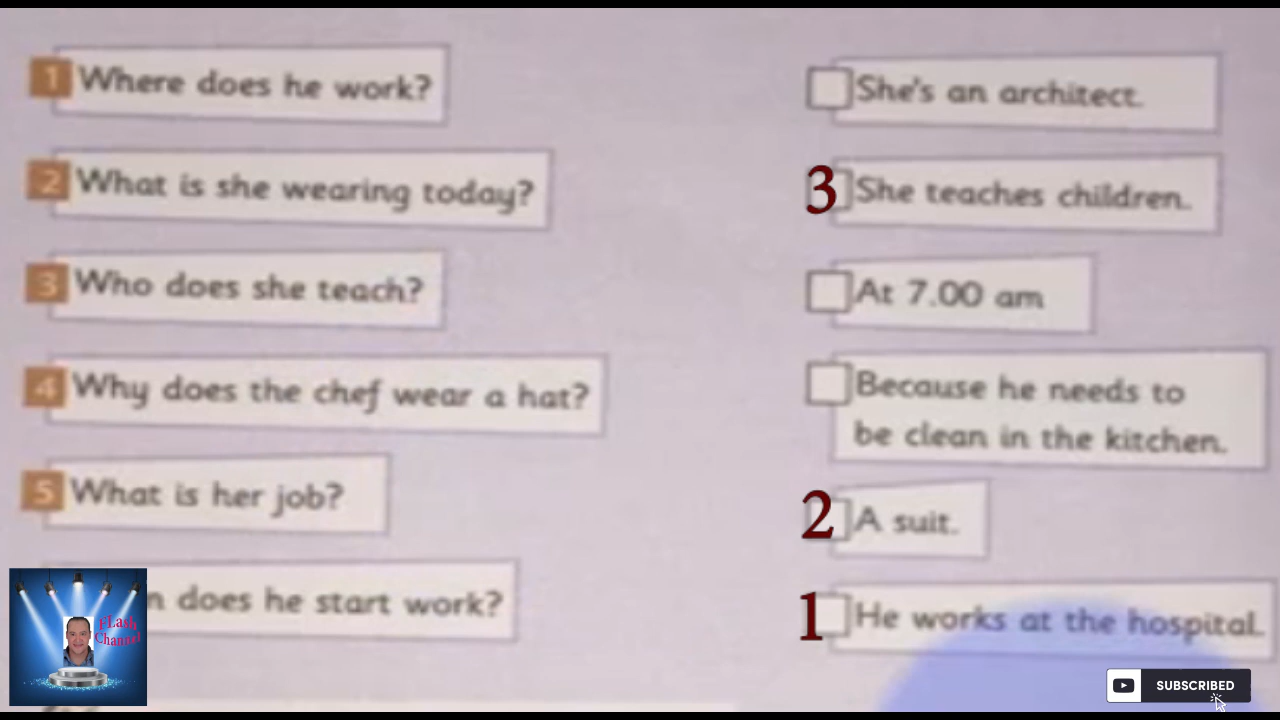 1 Where does he work?
2 What is she wearing today?
3 Who does she teach?
4 Why does the chef wear a hat?
5 What is her job?
does he start work?
She's an architect.
3 She teaches children.
At 7.00 am
Because he needs to
be clean in the kitchen.
2 A suit.
1 He works at the hospital.
FLash
Channel
SUBSCRIBED